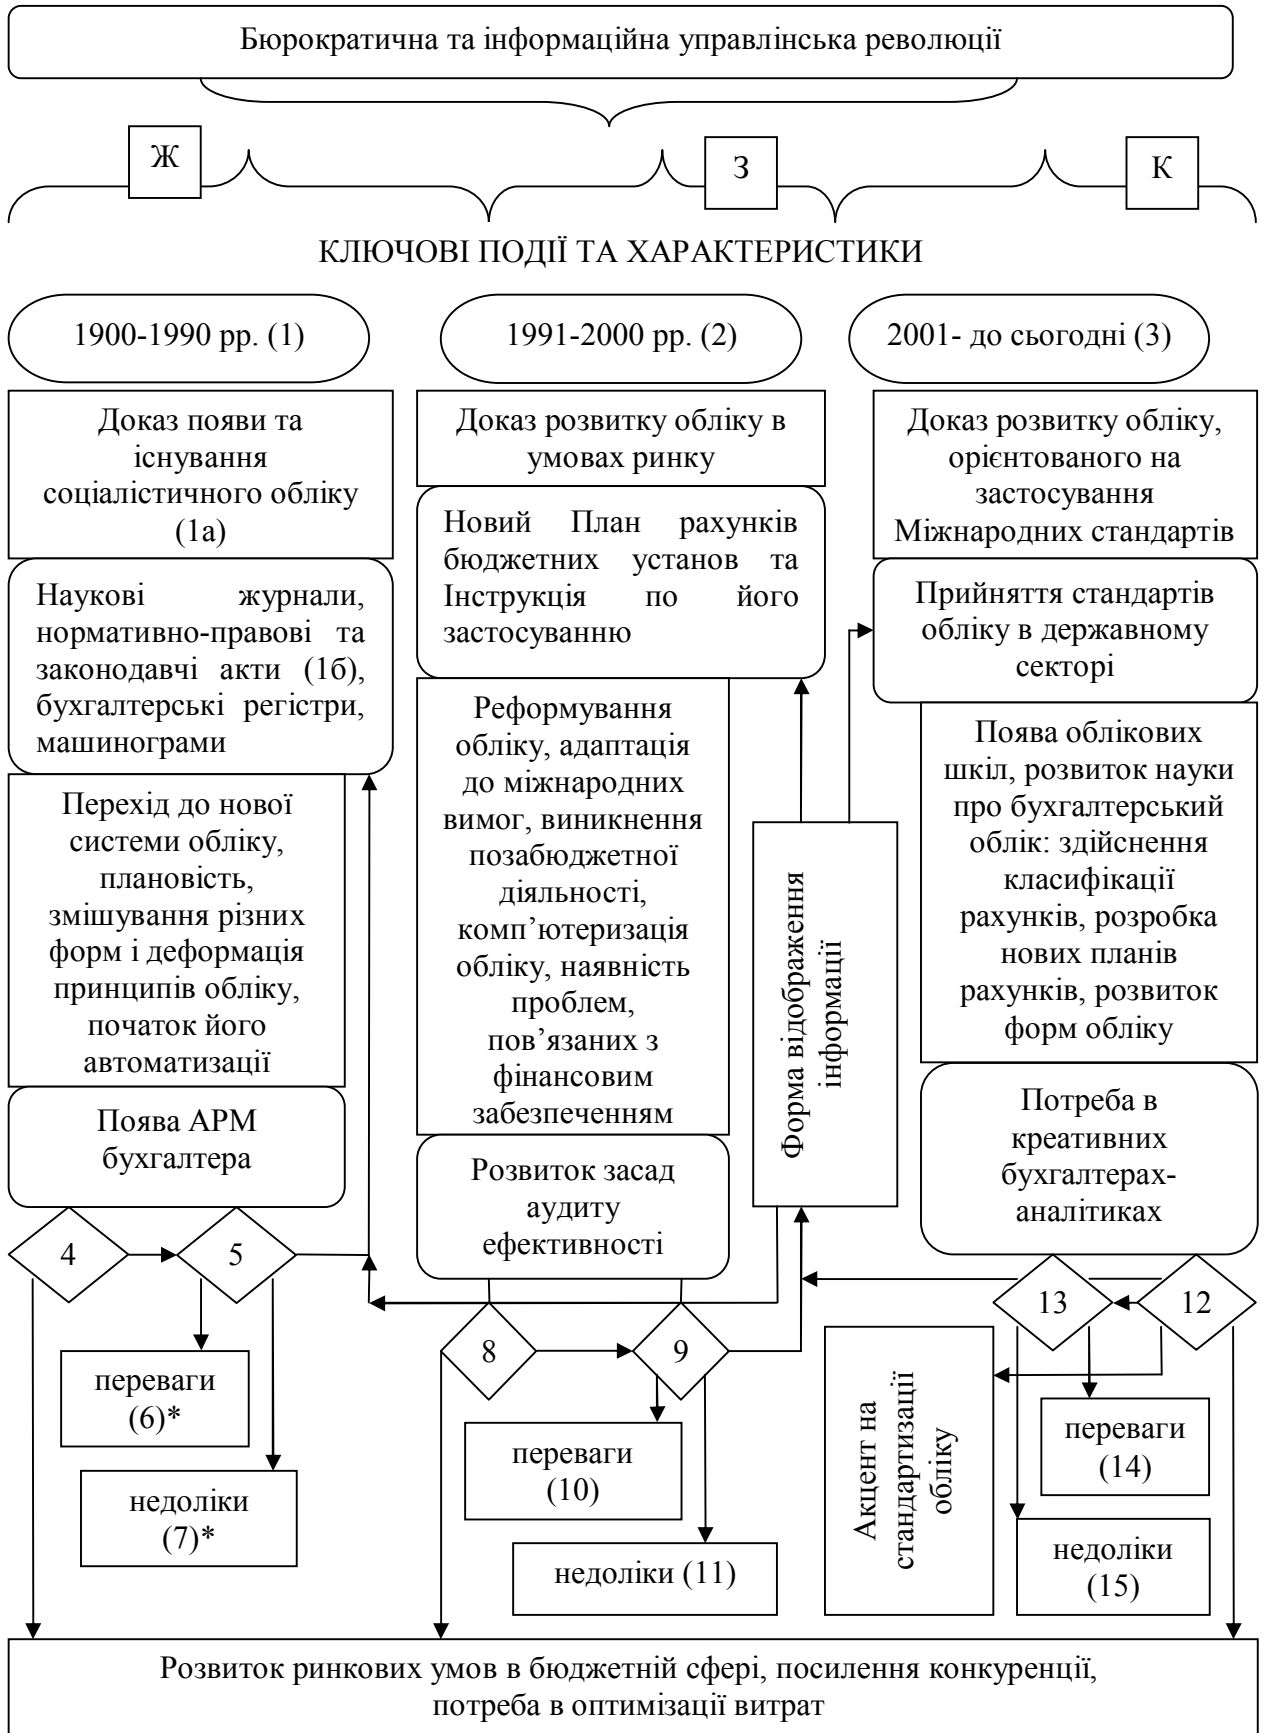 Бюрократична та інформаційна управлінська революції
Ж
З
К
КЛЮЧОВІ ПОДІЇ ТА ХАРАКТЕРИСТИКИ
1900-1990 рр. (1)
1991-2000 рр. (2)
2001- до сьогодні (3)
Доказ появи та
існування
соціалістичного обліку
(1а)
Наукові журнали,
нормативно-правові та
законодавчі акти (1б),
бухгалтерські регістри,
машинограми
Перехід до нової
системи обліку,
плановість,
змішування різних
форм і деформація
принципів обліку,
початок його
автоматизації
Поява АРМ
бухгалтера
4
5
переваги
(6)*
недоліки
(7)*
Доказ розвитку обліку в
умовах ринку
Новий План рахунків
бюджетних установ та
Інструкція по його
застосуванню
Реформування
обліку, адаптація
до міжнародних
вимог, виникнення
позабюджетної
діяльності,
комп’ютеризація
обліку, наявність
проблем,
пов’язаних з
фінансовим
забезпеченням
Розвиток засад
аудиту
ефективності
8
9
переваги
(10)
недоліки (11)
Форма відображення
інформації
Доказ розвитку обліку,
орієнтованого на
застосування
Міжнародних стандартів
Прийняття стандартів
обліку в державному
секторі
Поява облікових
шкіл, розвиток науки
про бухгалтерський
облік: здійснення
класифікації
рахунків, розробка
нових планів
рахунків, розвиток
форм обліку
Потреба в
креативних
бухгалтерах-
аналітиках
13
12
Акцент на
стандартизації
обліку
переваги
(14)
недоліки
(15)
Розвиток ринкових умов в бюджетній сфері, посилення конкуренції,
потреба в оптимізації витрат